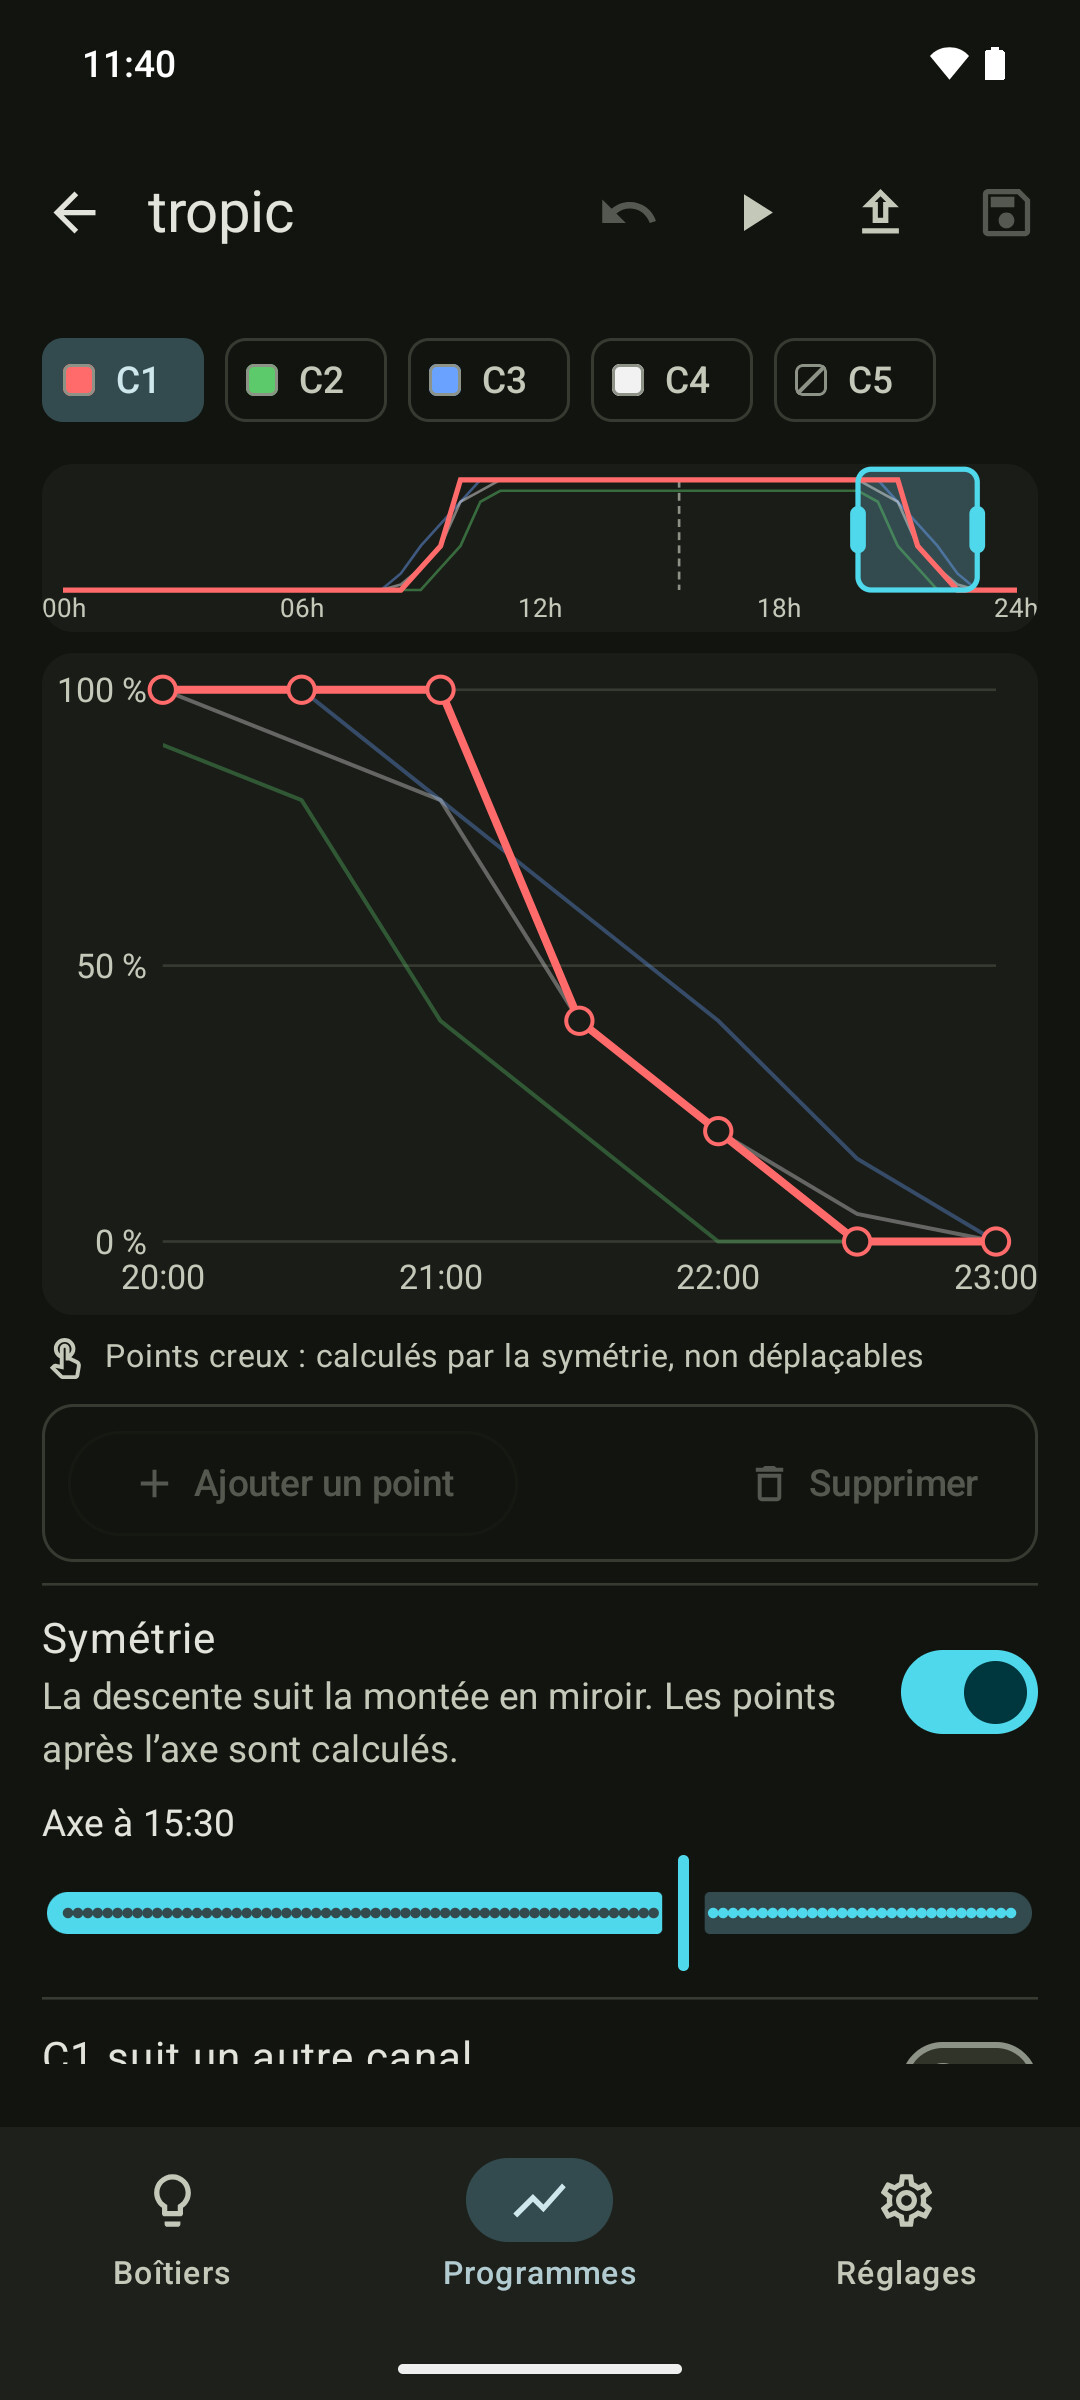 11:40
tropic
C1 C2 C3 C4 C5
00h 06h 12h 18h 24h
100 %
50 %
0 %
20:00 21:00 22:00 23:00
Points creux : calculés par la symétrie, non déplaçables
Ajouter un point Supprimer
Symétrie
La descente suit la montée en miroir. Les points
après l’axe sont calculés.
Axe à 15:30
C1 suit un autre canal
Boîtiers Programmes Réglages